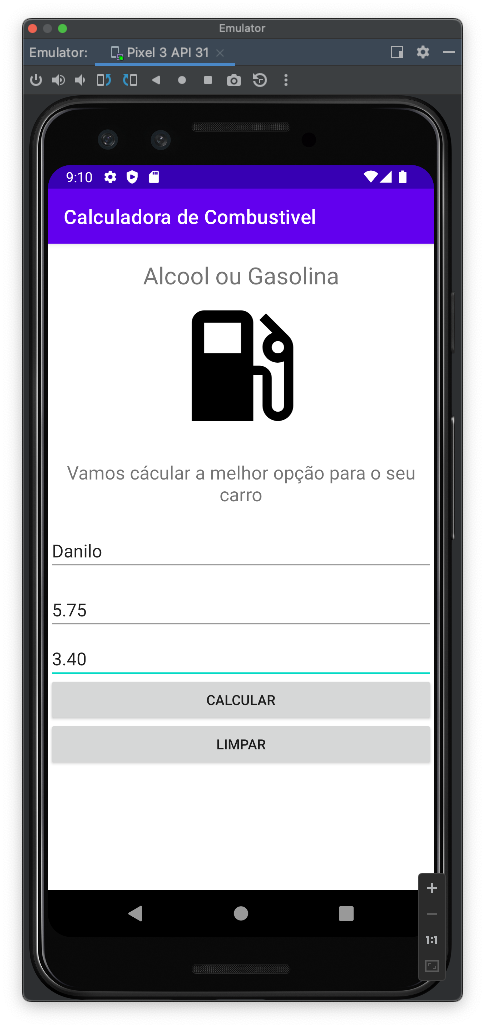 Emulator
Emulator:
Pixel 3 API 31
9:10
Calculadora de Combustivel
Alcool ou Gasolina
Vamos cácular a melhor opção para o seu
carro
Danilo
5.75
3.40
CALCULAR
LIMPAR
1:1